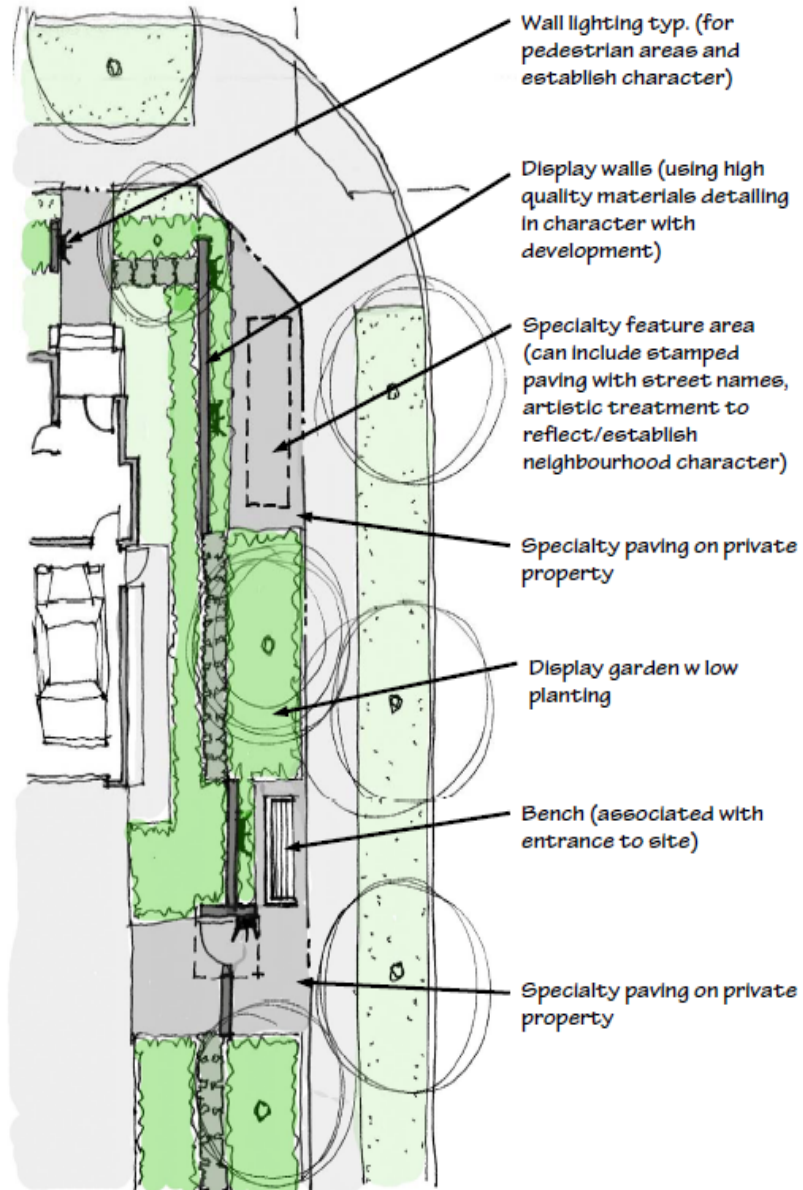 Wall lighting typ. (for
pedestrian areas and
establish character)
Display walls (using high
quality materials detailing
in character with
development)
Specialty feature area
(can include stamped
paving with street names,
artistic treatment to
reflect/establish
neighbourhood character)
Specialty paving on private
property
Display garden w low
planting
Bench (associated with
entrance to site)
Specialty paving on private
property